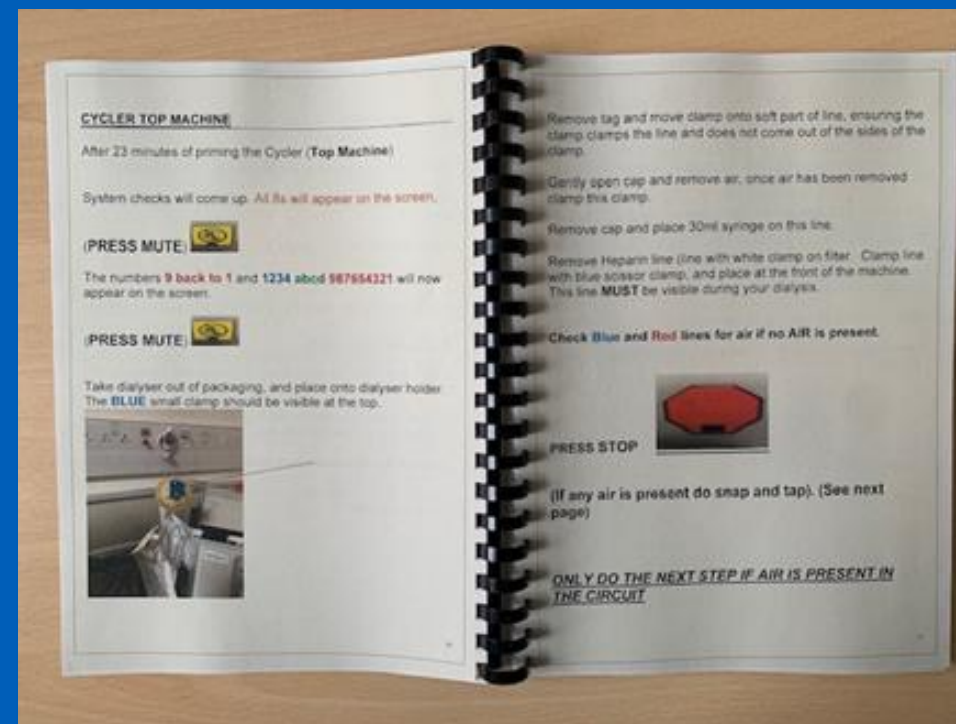 CYCLER TOP MACHINE
After 23 minutes of priming the Cycler (Top Machine)
System checks will come up. All 8s will appear on the screen.
(PRESS MUTE)
The numbers 9 back to 1 and 1234 abcd 987654321 will now
appear on the screen.
(PRESS MUTE)
Take dialyser out of packaging, and place onto dialyser holder.
The BLUE small clamp should be visible at the top.
Remove tag and move clamp onto soft part of line, ensuring the
clamp clamps the line and does not come out of the sides of the
clamp.
Gently open cap and remove air, once air has been removed
clamp this clamp.
Remove cap and place 30ml syringe on this line.
Remove Heparin line (line with white clamp on filter. Clamp line
with blue scissor clamp, and place at the front of the machine.
This line MUST be visible during your dialysis.
Check Blue and Red lines for air if no AIR is present.
PRESS STOP
(If any air is present do snap and tap). (See next
page)
ONLY DO THE NEXT STEP IF AIR IS PRESENT IN
THE CIRCUIT